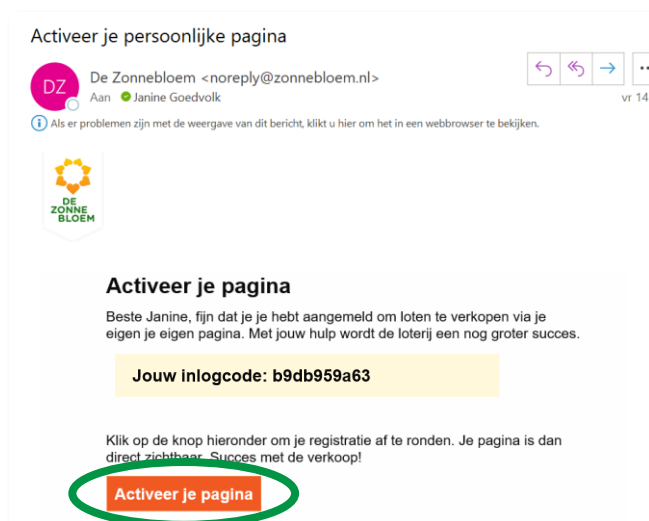 Activeer je persoonlijke pagina
DZ
De Zonnebloem <noreply@zonnebloem.nl>
Aan Janine Goedvolk
vr 14
Als er problemen zijn met de weergave van dit bericht, klikt u hier om het in een webbrowser te bekijken.
DE
ZONNE
BLOEM
Activeer je pagina
Beste Janine, fijn dat je je hebt aangemeld om loten te verkopen via je
eigen je eigen pagina. Met jouw hulp wordt de loterij een nog groter succes.
Jouw inlogcode: b9db959a63
Klik op de knop hieronder om je registratie af te ronden. Je pagina is dan
direct zichtbaar. Succes met de verkoop!
Activeer je pagina